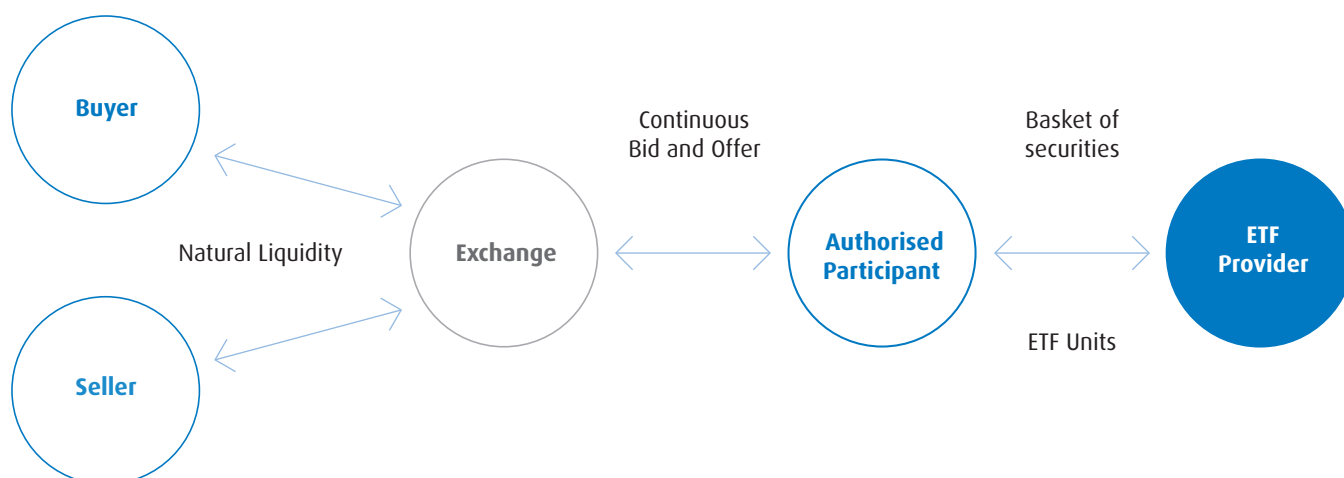 Buyer
Continuous
Bid and Offer
Basket of
securities
Natural Liquidity
Exchange
Authorised
Participant
ETF
Provider
ETF Units
Seller